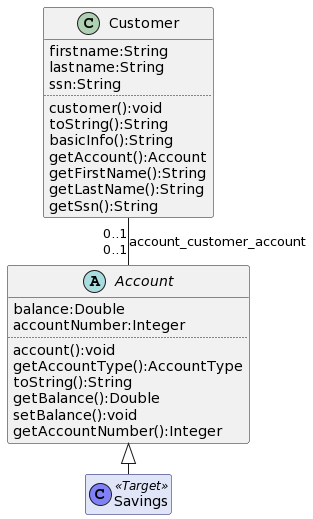 C Customer
firstname:String
lastname:String
ssn:String
customer():void
toString():String
basicInfo():String
getAccount():Account
getFirstName():String
getLastName():String
getSsn():String
0..1
account_customer_account
0..1
A Account
balance:Double
accountNumber:Integer
account():void
getAccountType():AccountType
toString():String
getBalance():Double
setBalance():void
getAccountNumber():Integer
C «Target»
Savings